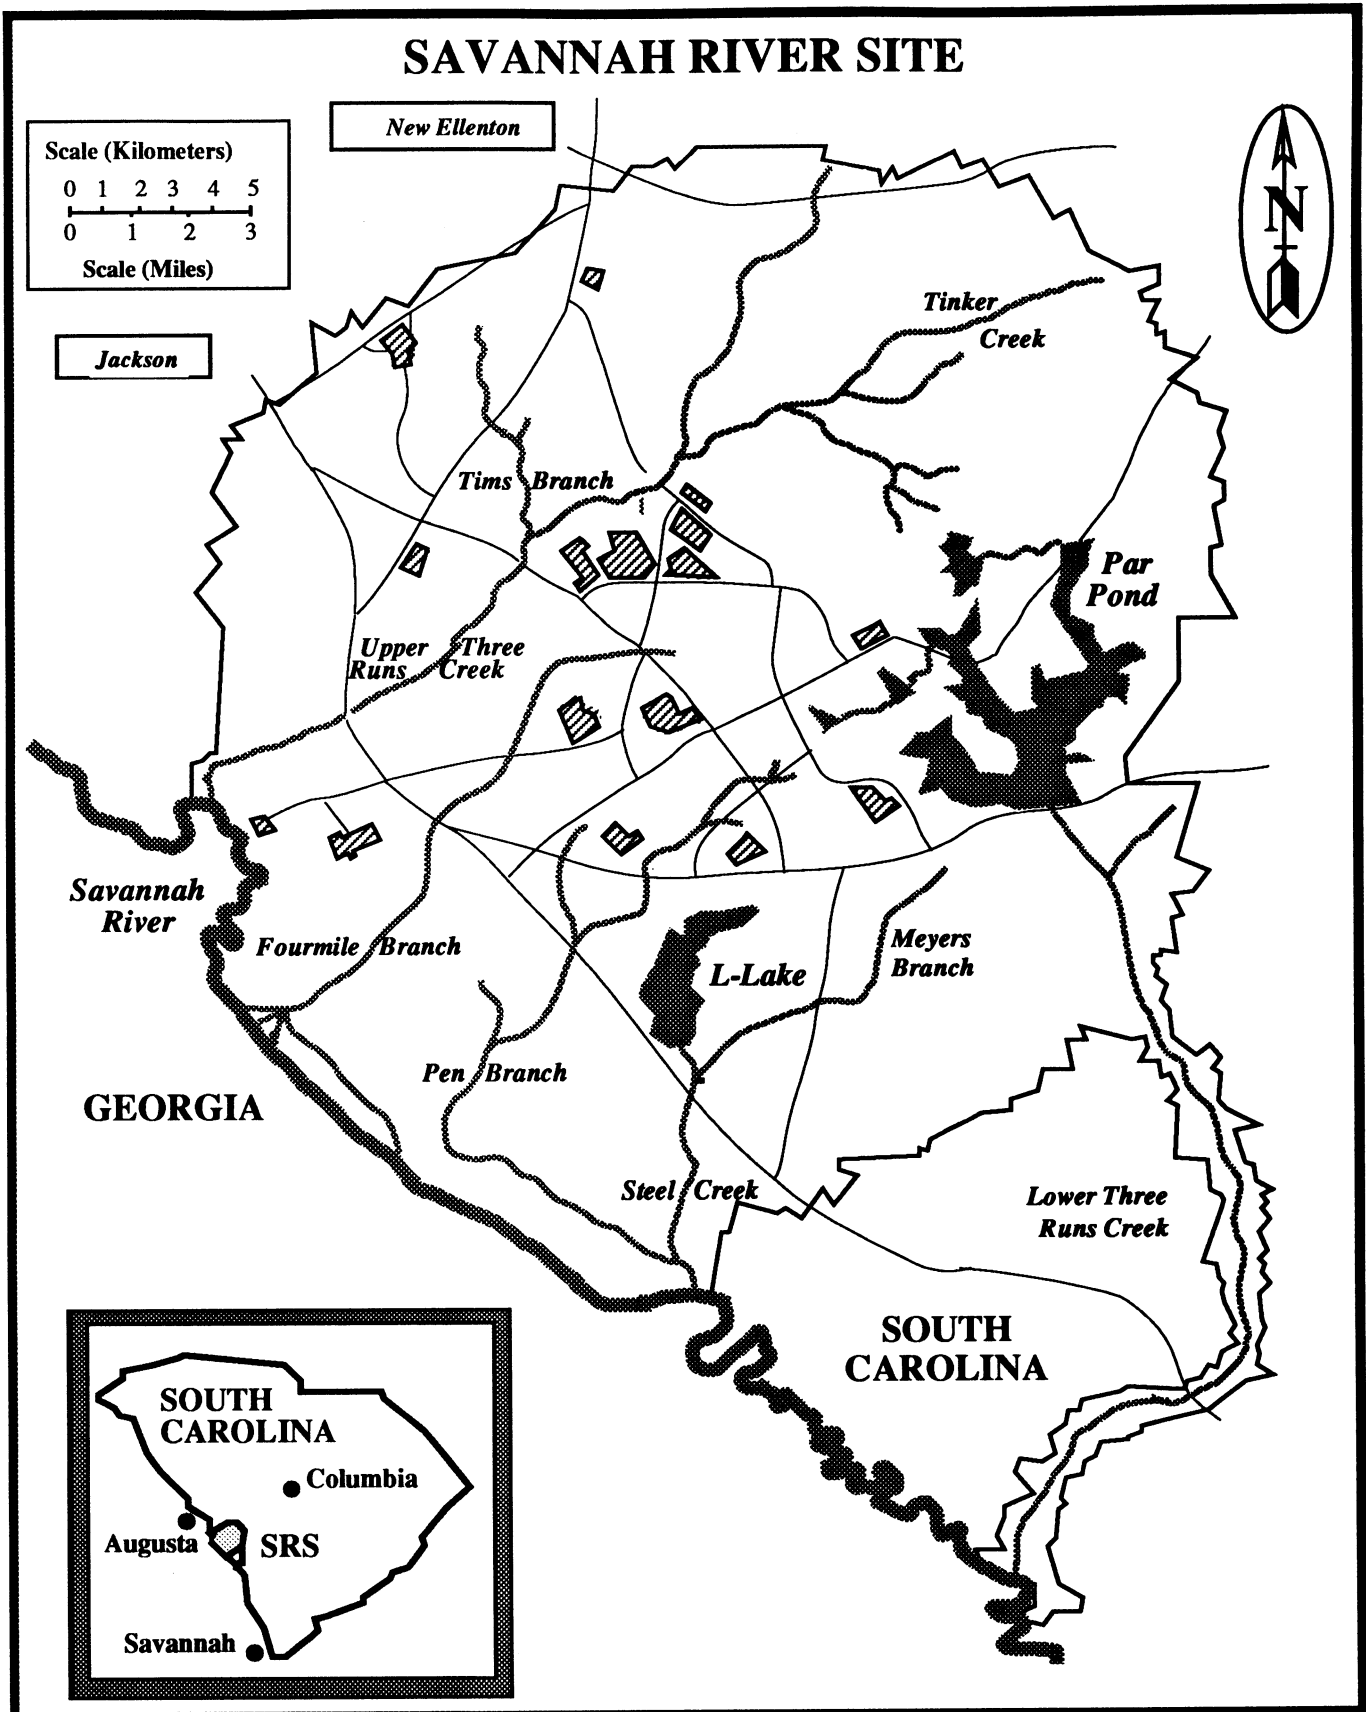 SAVANNAH RIVER SITE
New Ellenton
Scale (Kilometers)
0 1 2 3 4 5
0 1 2 3
Scale (Miles)
N
Jackson
Tinker
Creek
Tims Branch
Par
Pond
Upper Three
Runs Creek
Savannah
River
Fourmile Branch
Meyers
Branch
L-Lake
Pen Branch
GEORGIA
Steel Creek
Lower Three
Runs Creek
SOUTH
CAROLINA
SOUTH
CAROLINA
Columbia
Augusta
SRS
Savannah